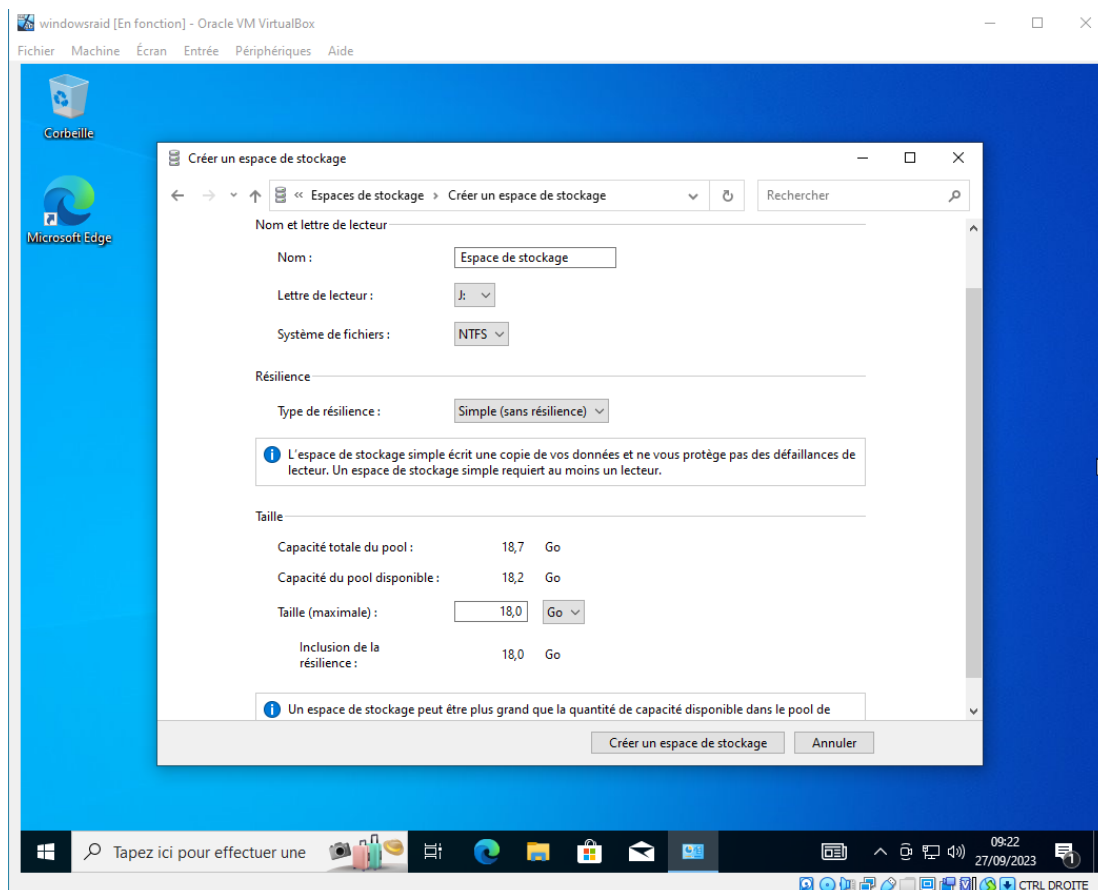 windowsraid [En fonction] - Oracle VM VirtualBox
Fichier Machine Écran Entrée Périphériques Aide
Corbeille
Microsoft Edge
Créer un espace de stockage
« Espaces de stockage › Créer un espace de stockage
Rechercher
Nom et lettre de lecteur
Nom : Espace de stockage
Lettre de lecteur : J:
Système de fichiers : NTFS
Résilience
Type de résilience : Simple (sans résilience)
L'espace de stockage simple écrit une copie de vos données et ne vous protège pas des défaillances de
lecteur. Un espace de stockage simple requiert au moins un lecteur.
Taille
Capacité totale du pool : 18,7 Go
Capacité du pool disponible : 18,2 Go
Taille (maximale) : 18,0 Go
Inclusion de la
résilience : 18,0 Go
Un espace de stockage peut être plus grand que la quantité de capacité disponible dans le pool de
Créer un espace de stockage Annuler
Tapez ici pour effectuer une
09:22
27/09/2023
1
CTRL DROITE